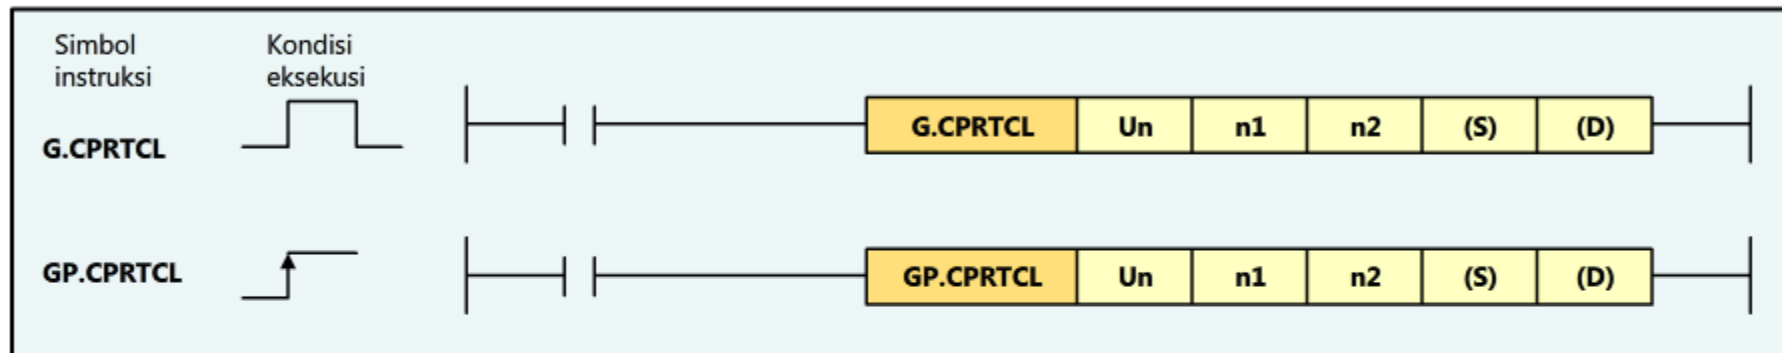 Simbol instruksi
Kondisi eksekusi
G.CPRTCL
G.CPRTCL Un n1 n2 (S) (D)
GP.CPRTCL
GP.CPRTCL Un n1 n2 (S) (D)